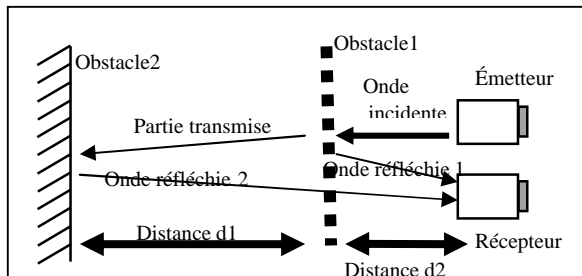 Obstacle1
Obstacle2
Onde
incidente
Émetteur
Partie transmise
Onde réfléchie 1
Onde réfléchie 2
Distance d1
Récepteur
Distance d2